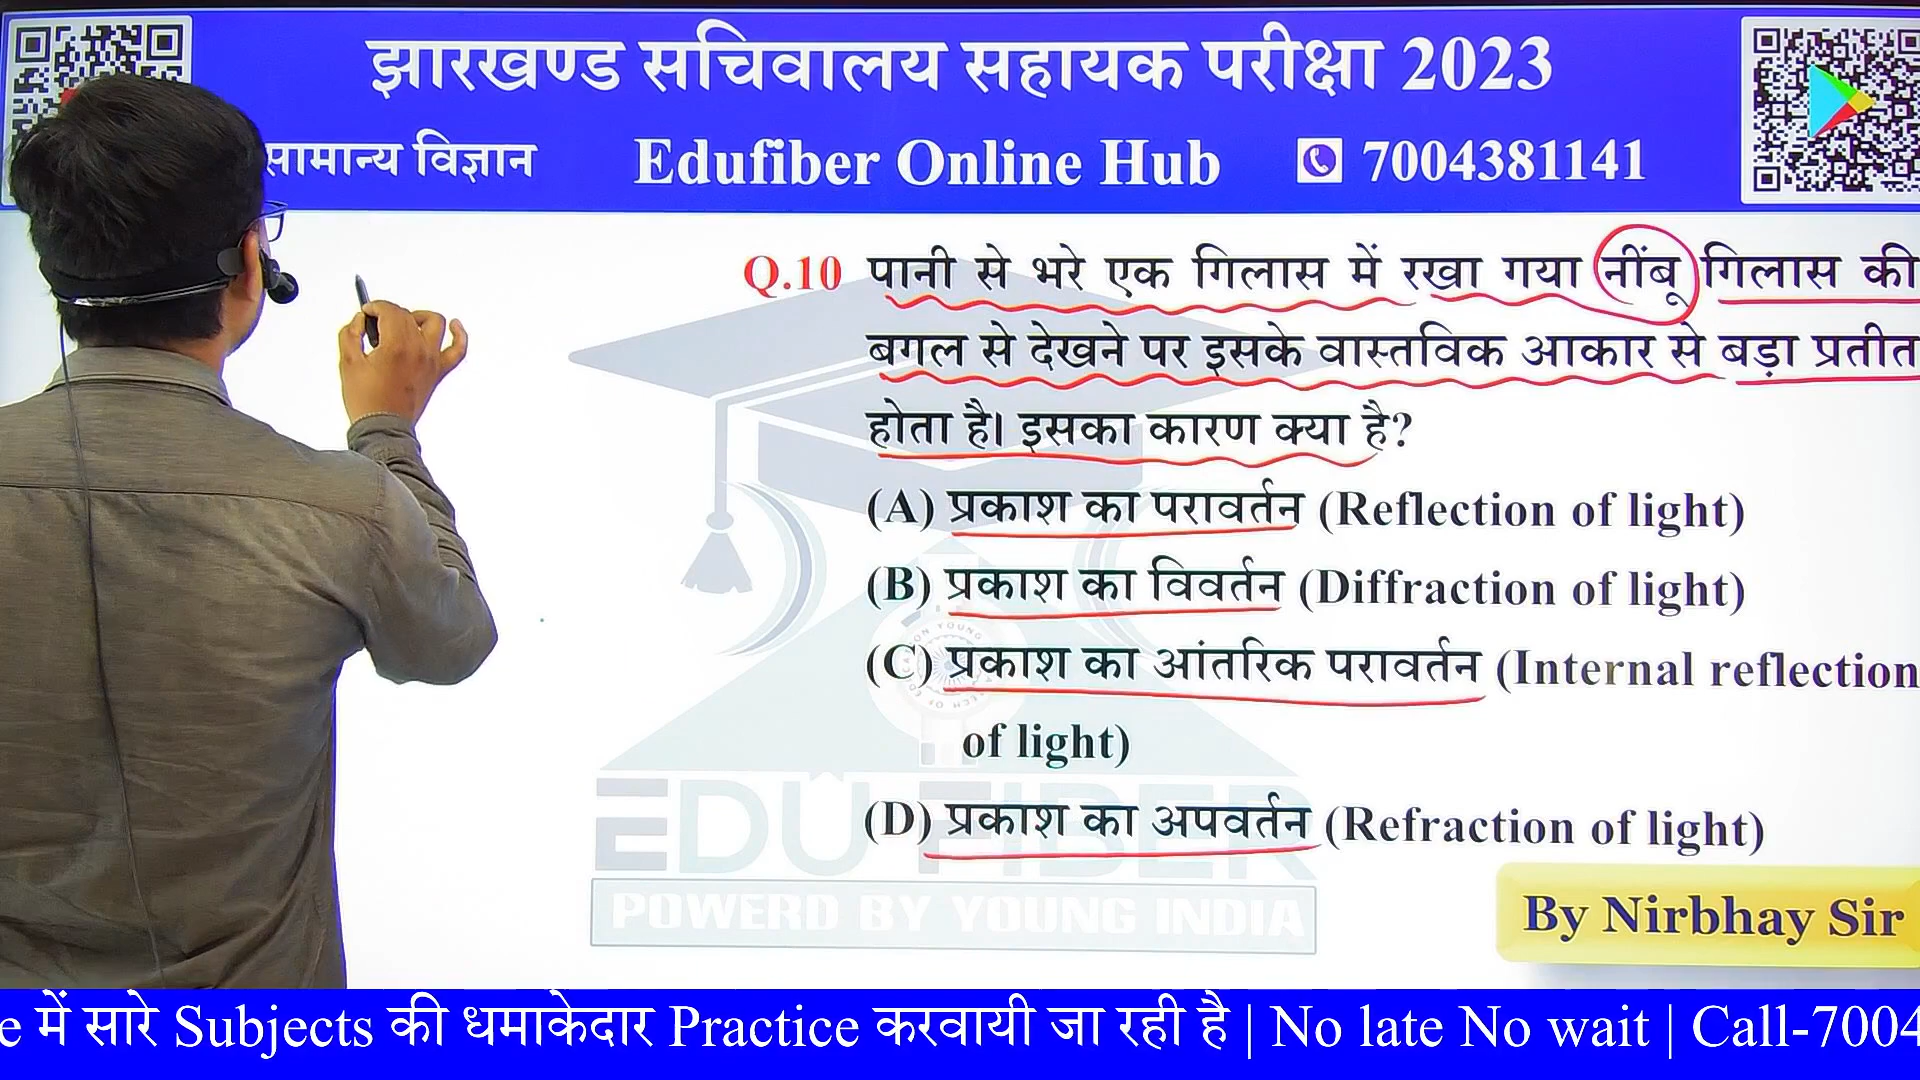 झारखण्ड सचिवालय सहायक परीक्षा 2023
सामान्य विज्ञान Edufiber Online Hub 7004381141
Q.10 पानी से भरे एक गिलास में रखा गया नींबू गिलास की
बगल से देखने पर इसके वास्तविक आकार से बड़ा प्रतीत
होता है। इसका कारण क्या है?
(A) प्रकाश का परावर्तन (Reflection of light)
(B) प्रकाश का विवर्तन (Diffraction of light)
(C) प्रकाश का आंतरिक परावर्तन (Internal reflection
of light)
(D) प्रकाश का अपवर्तन (Refraction of light)
EDU FIBER
POWERD BY YOUNG INDIA
By Nirbhay Sir
e में सारे Subjects की धमाकेदार Practice करवायी जा रही है | No late No wait | Call-7004